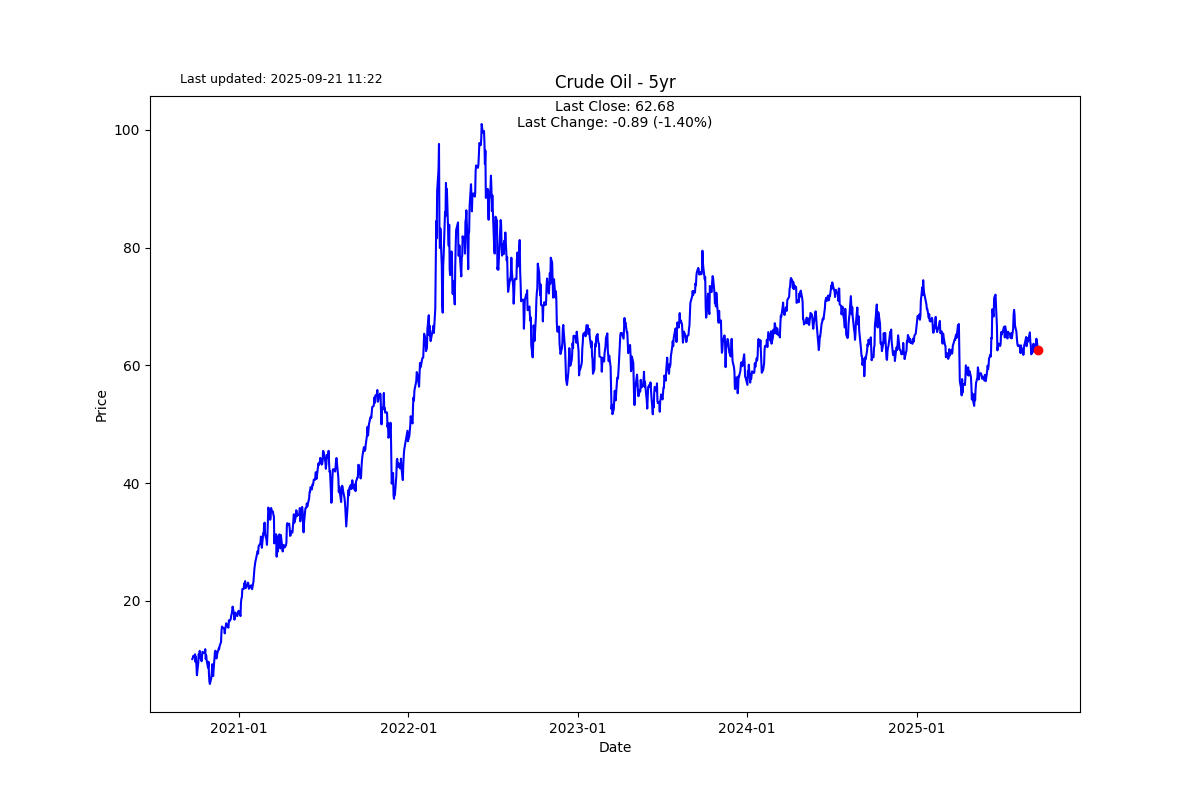 Last updated: 2025-09-21 11:22
Crude Oil - 5yr
Last Close: 62.68
Last Change: -0.89 (-1.40%)
100
80
60
40
20
Price
2021-01
2022-01
2023-01
2024-01
2025-01
Date